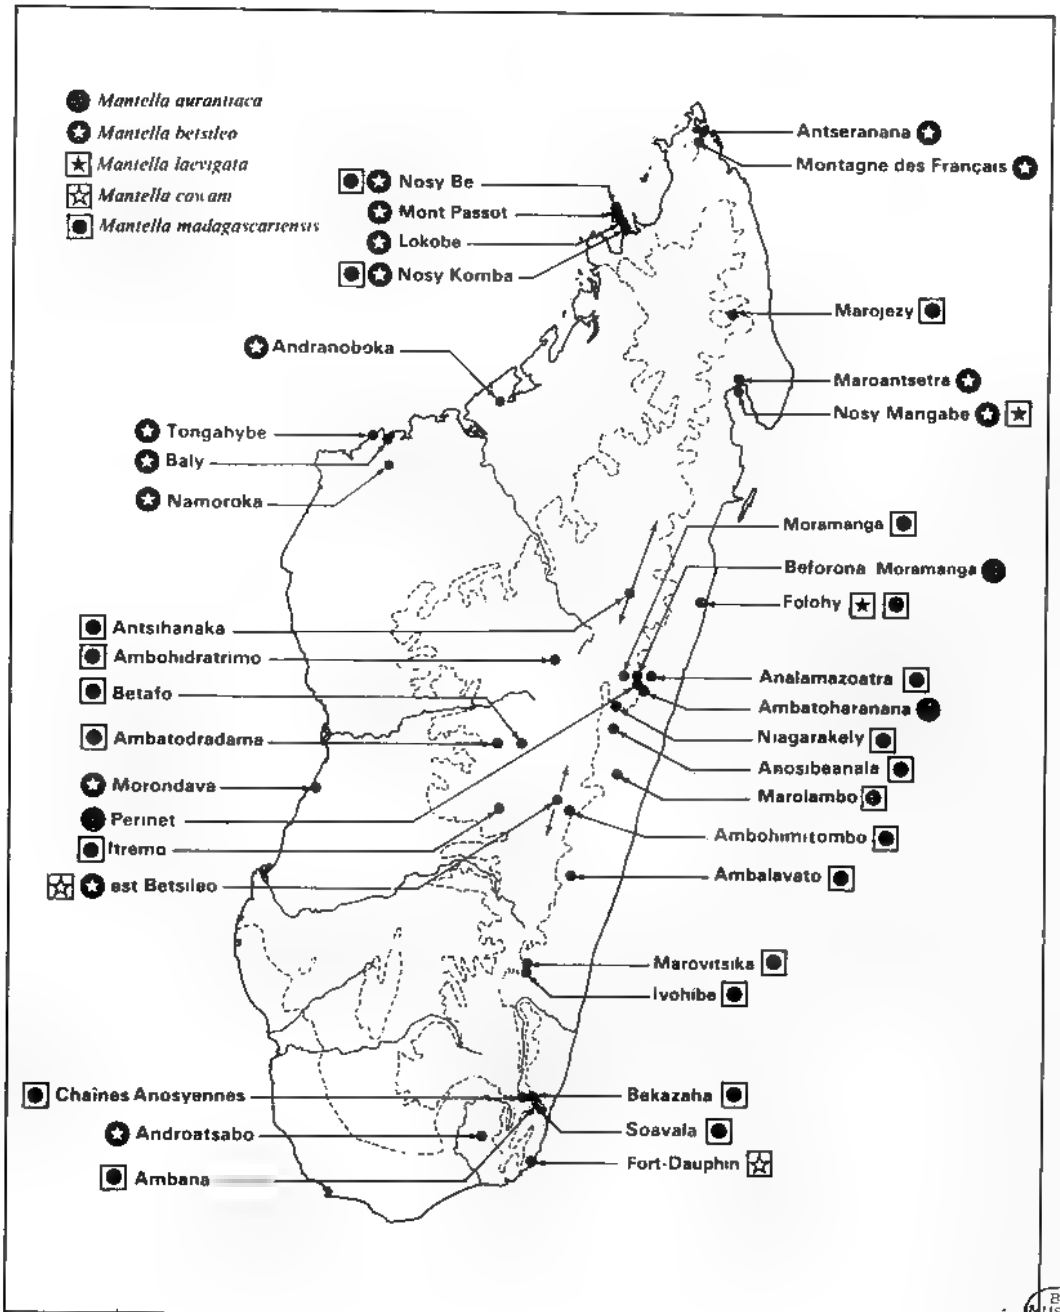 Mantella aurantiaca
Mantella betsileo
Mantella laevigata
Mantella cowani
Mantella madagascariensis
Antseranana
Montagne des Français
Nosy Be
Mont Passot
Lokobe
Nosy Komba
Marojezy
Andranoboka
Maroantsetra
Nosy Mangabe
Tongahybe
Baly
Namoroka
Moramanga
Beforona Moramanga
Folohy
Antsihanaka
Ambohidratrimo
Betafo
Analamazoatra
Ambatoharanana
Ambatodradama
Niagarakely
Anosibeanala
Morondava
Marolambo
Perinet
Ambohimitombo
Itremo
est Betsileo
Ambalavato
Marovitsika
Ivohibe
Chaînes Anosyennes
Bekazaha
Androatsabo
Soavala
Fort-Dauphin
Ambana